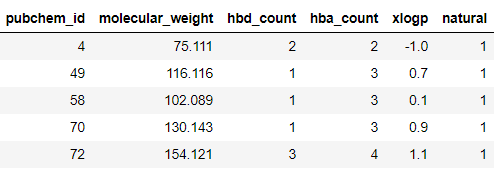 pubchem_id molecular_weight hbd_count hba_count xlogp natural
4 75.111 2 2 -1.0 1
49 116.116 1 3 0.7 1
58 102.089 1 3 0.1 1
70 130.143 1 3 0.9 1
72 154.121 3 4 1.1 1